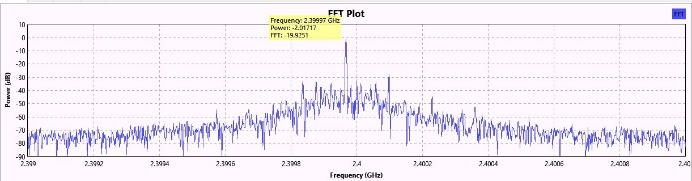 FFT Plot
FFT
Frequency: 2.39997 GHz
Power: -2.01717
FFT: -19.9251
Power (dB)
10
0
-10
-20
-30
-40
-50
-60
-70
-80
-90
2.399 2.3992 2.3994 2.3996 2.3998 2.4 2.4002 2.4004 2.4006 2.4008 2.40
Frequency (GHz)